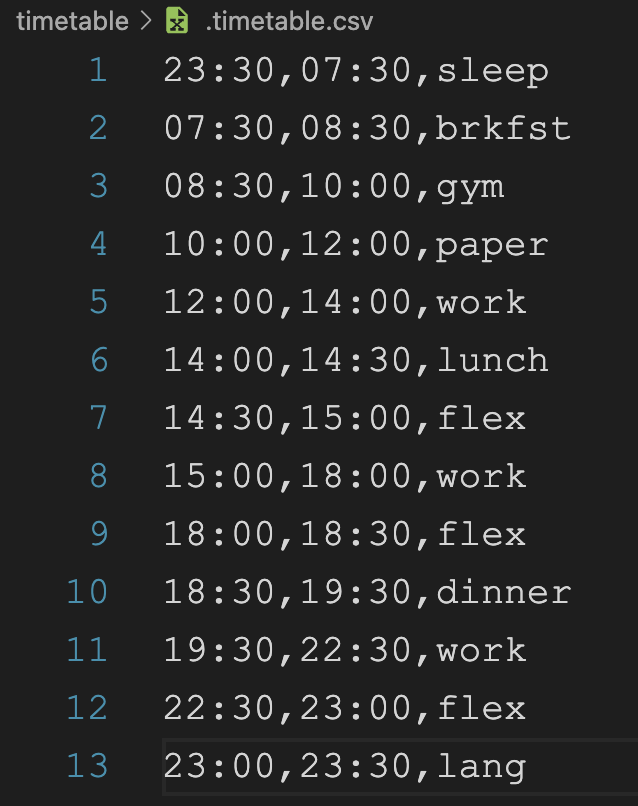 timetable > .timetable.csv
1 23:30,07:30,sleep
2 07:30,08:30,brkfst
3 08:30,10:00,gym
4 10:00,12:00,paper
5 12:00,14:00,work
6 14:00,14:30,lunch
7 14:30,15:00,flex
8 15:00,18:00,work
9 18:00,18:30,flex
10 18:30,19:30,dinner
11 19:30,22:30,work
12 22:30,23:00,flex
13 23:00,23:30,lang